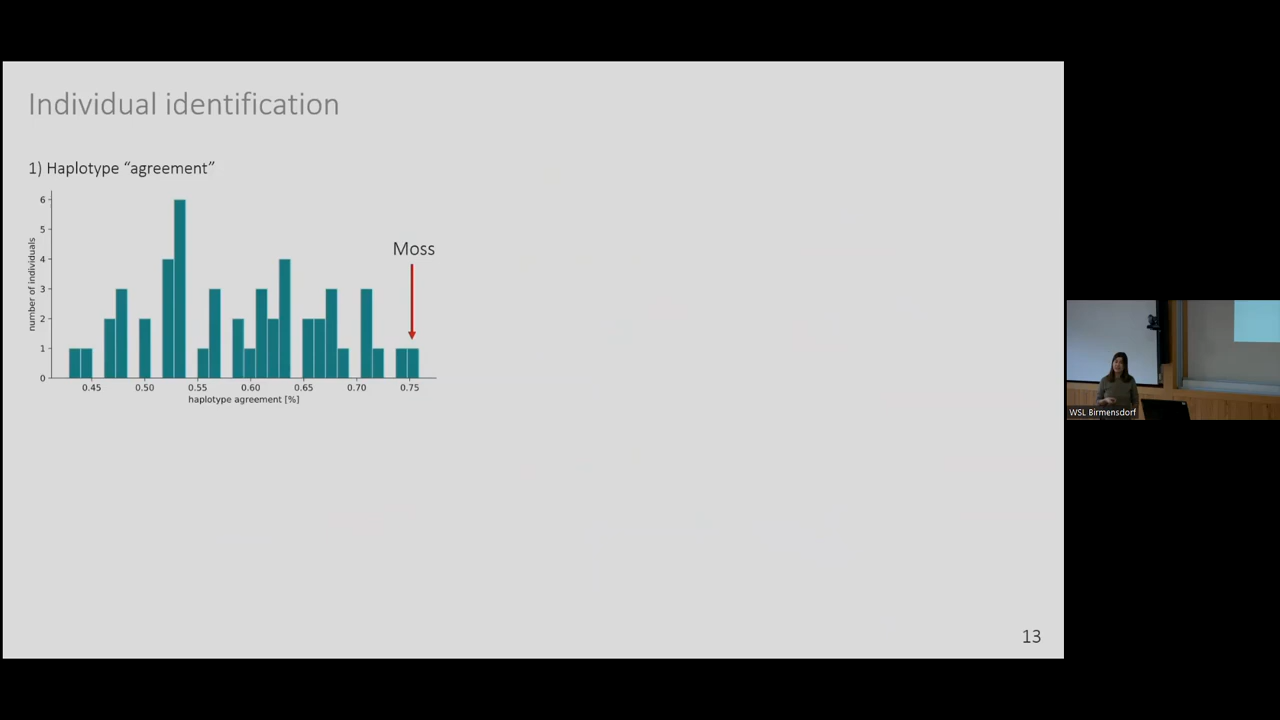 Individual identification
1) Haplotype “agreement”
number of individuals
6
5
4
3
2
1
0
Moss
0.45 0.50 0.55 0.60 0.65 0.70 0.75
haplotype agreement [%]
WSL Birmensdorf
13